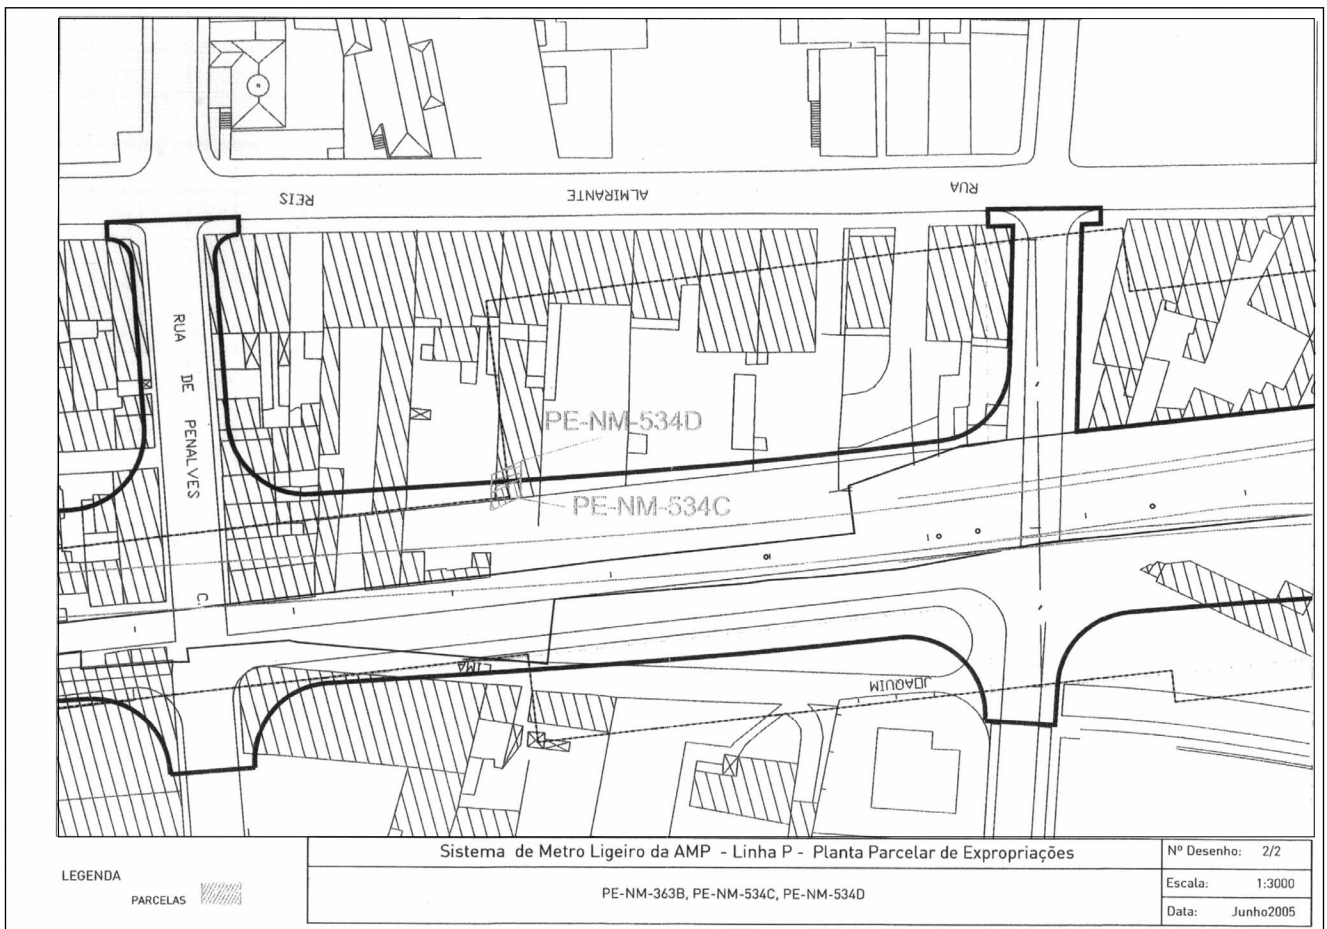 RUA
ALMIRANTE
REIS
RUA DE PENALVES
PE-NM-534D
PE-NM-534C
C.
LIMA
JOAQUIM
LEGENDA
PARCELAS
Sistema de Metro Ligeiro da AMP - Linha P - Planta Parcelar de Expropriações
PE-NM-363B, PE-NM-534C, PE-NM-534D
Nº Desenho: 2/2
Escala: 1:3000
Data: Junho2005